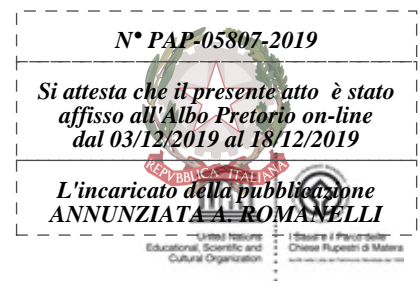 N° PAP-05807-2019
Si attesta che il presente atto è stato
affisso all'Albo Pretorio on-line
dal 03/12/2019 al 18/12/2019
L'incaricato della pubblicazione
ANNUNZIATA A. ROMANELLI
REPVBBLICA ITALIANA
United Nations
Educational, Scientific and
Cultural Organization
I Sassi e il Parco delle
Chiese Rupestri di Matera